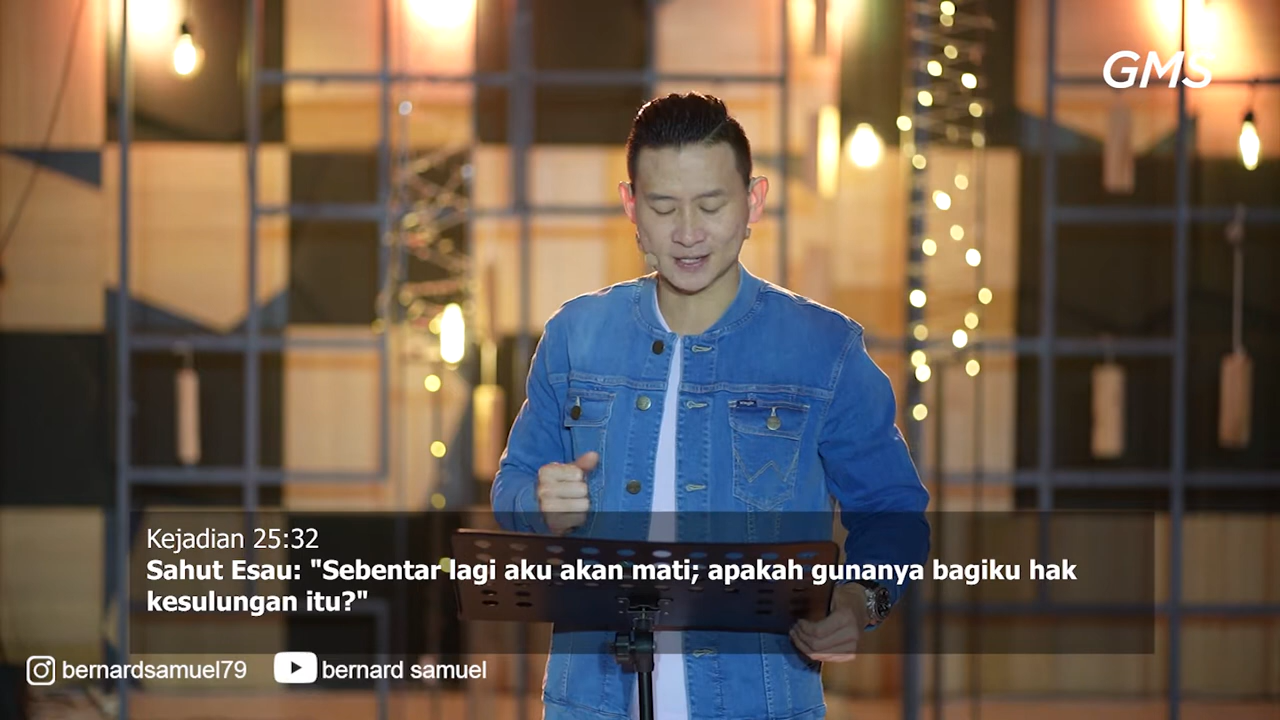 GMS
Kejadian 25:32
Sahut Esau: "Sebentar lagi aku akan mati; apakah gunanya bagiku hak
kesulungan itu?"
bernardsamuel79
bernard samuel